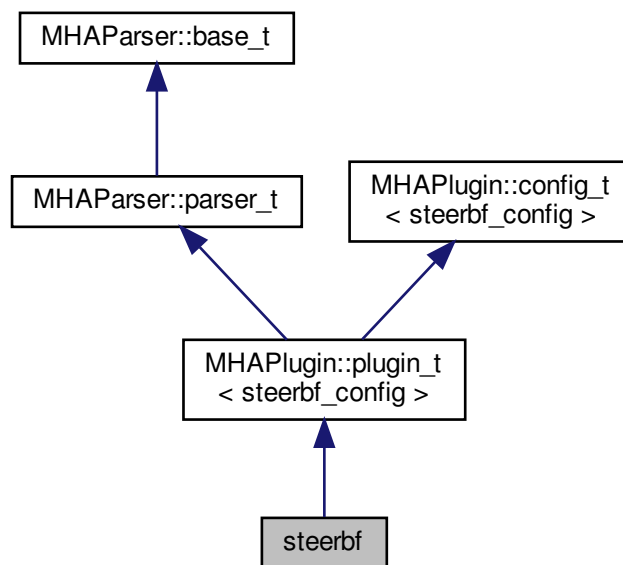 MHAParser::base_t
MHAParser::parser_t
MHAPlugin::config_t
< steerbf_config >
MHAPlugin::plugin_t
< steerbf_config >
steerbf